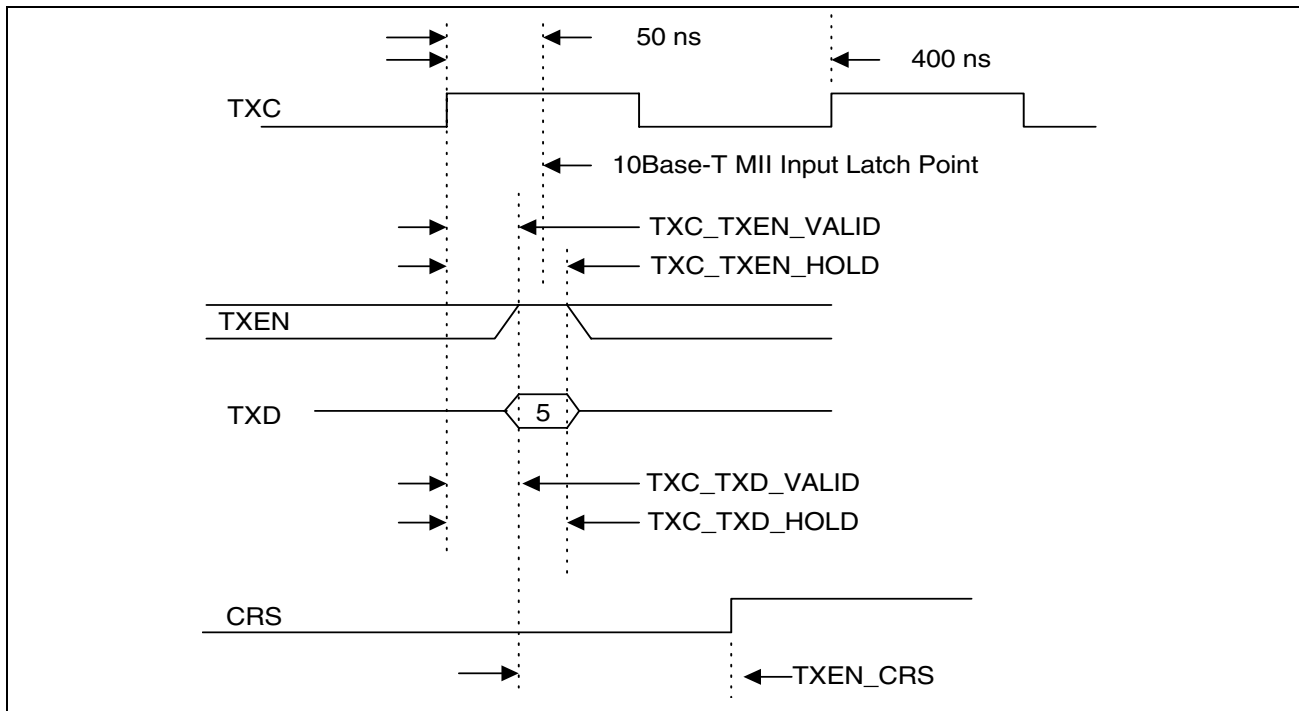 50 ns
400 ns
TXC
10Base-T MII Input Latch Point
TXC_TXEN_VALID
TXC_TXEN_HOLD
TXEN
TXD
5
TXC_TXD_VALID
TXC_TXD_HOLD
CRS
TXEN_CRS